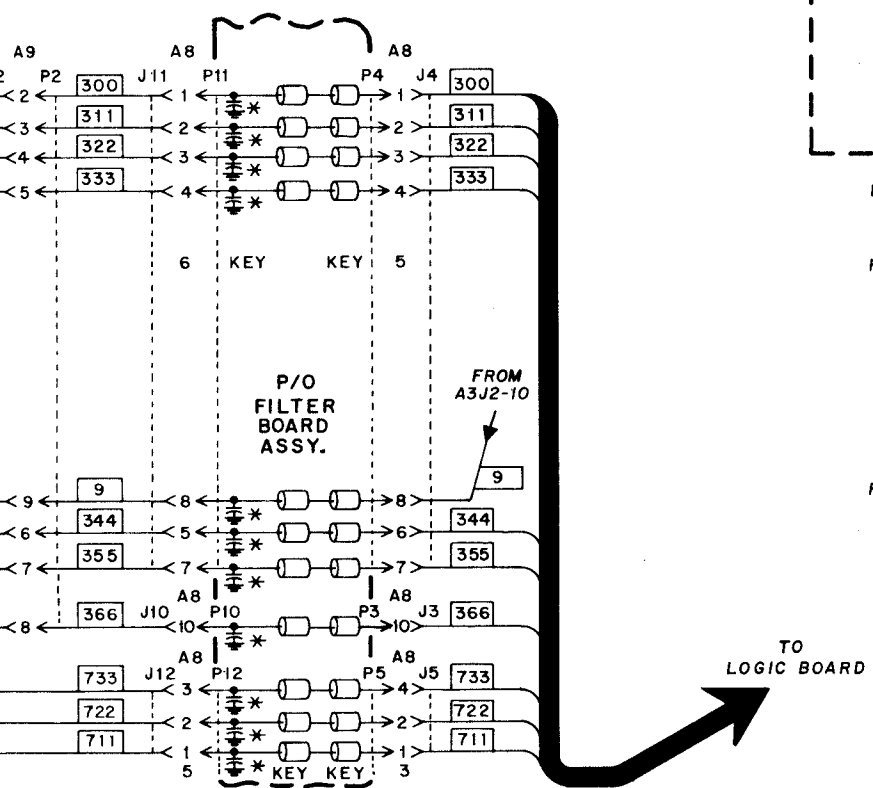 A9 A8 A8
2 P2 J11 P11 P4 J4
2 300 1 * 1 300
3 311 2 * 2 311
4 322 3 * 3 322
5 333 4 * 4 333
6 KEY KEY 5
P/O
FILTER
BOARD
ASSY.
FROM
A3J2-10
9
9 9 8 * 8
6 344 5 * 6 344
7 355 7 * 7 355
A8 A8
J10 P10 P3 J3
8 366 10 * 10 366
A8 A8
J12 P12 P5 J5
733 3 * 4 733
722 2 * 2 722
711 1 * 1 711
5 KEY KEY 3
TO
LOGIC BOARD